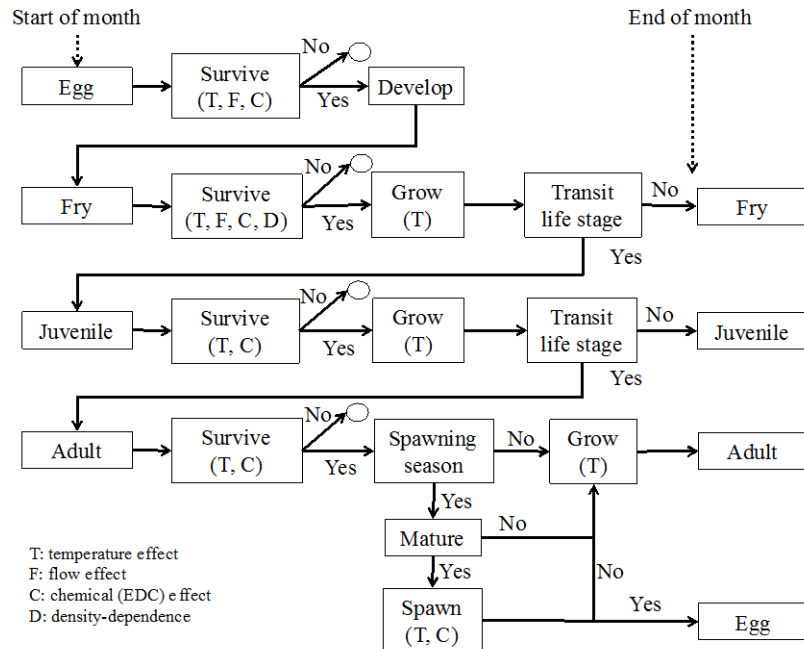 Start of month
End of month
No
Egg
Survive
(T, F, C)
Yes
Develop
No
Fry
Survive
(T, F, C, D)
Yes
Grow
(T)
Transit
life stage
No
Fry
Yes
No
Juvenile
Survive
(T, C)
Yes
Grow
(T)
Transit
life stage
No
Juvenile
Yes
No
Adult
Survive
(T, C)
Yes
Spawning
season
No
Grow
(T)
Adult
Yes
Mature
No
Yes
No
Spawn
(T, C)
Yes
Egg
T: temperature effect
F: flow effect
C: chemical (EDC) effect
D: density-dependence